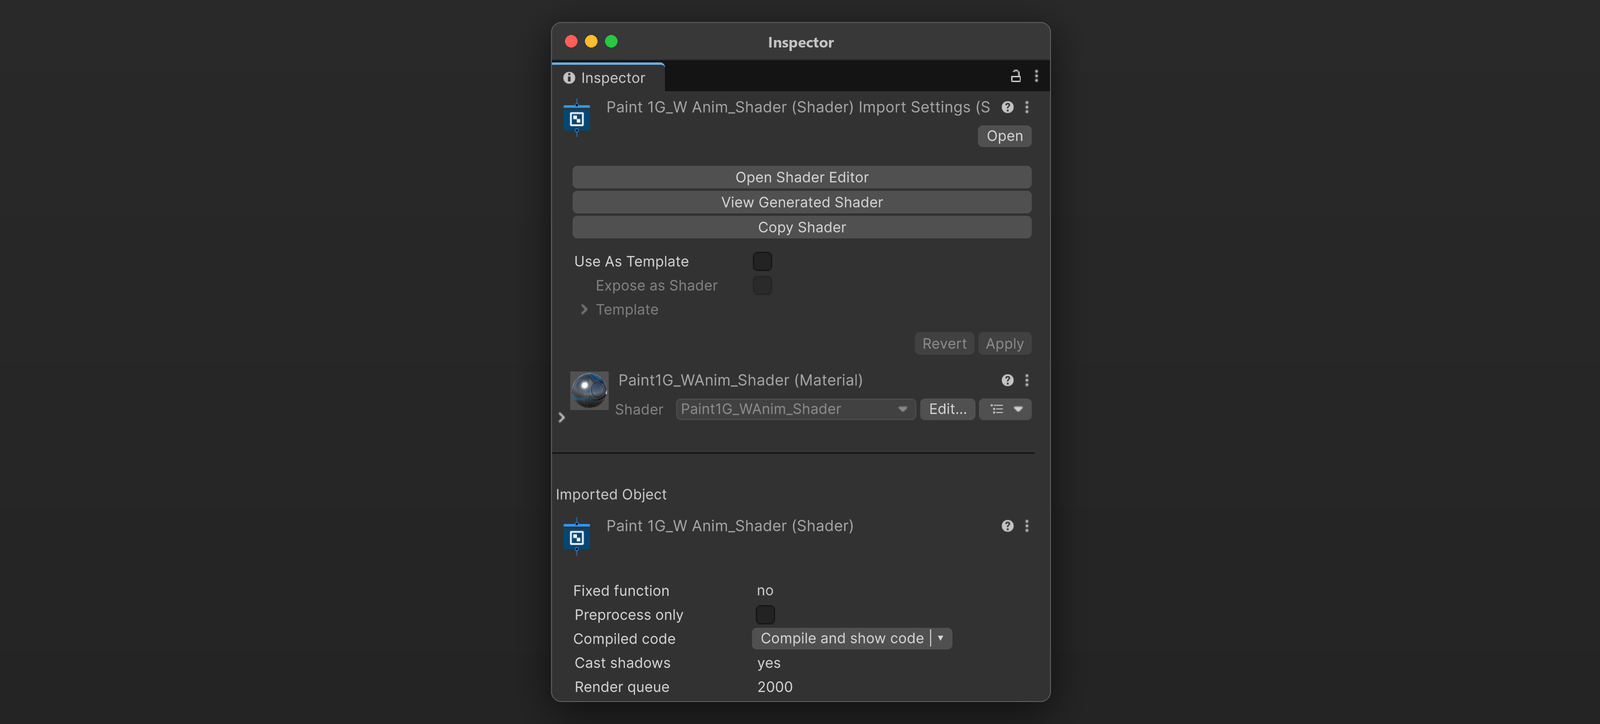 Inspector
Inspector
Paint 1G_W Anim_Shader (Shader) Import Settings (S
Open
Open Shader Editor
View Generated Shader
Copy Shader
Use As Template
Expose as Shader
Template
Revert Apply
Paint1G_WAnim_Shader (Material)
Shader Paint1G_WAnim_Shader Edit...
Imported Object
Paint 1G_W Anim_Shader (Shader)
Fixed function no
Preprocess only
Compiled code Compile and show code
Cast shadows yes
Render queue 2000